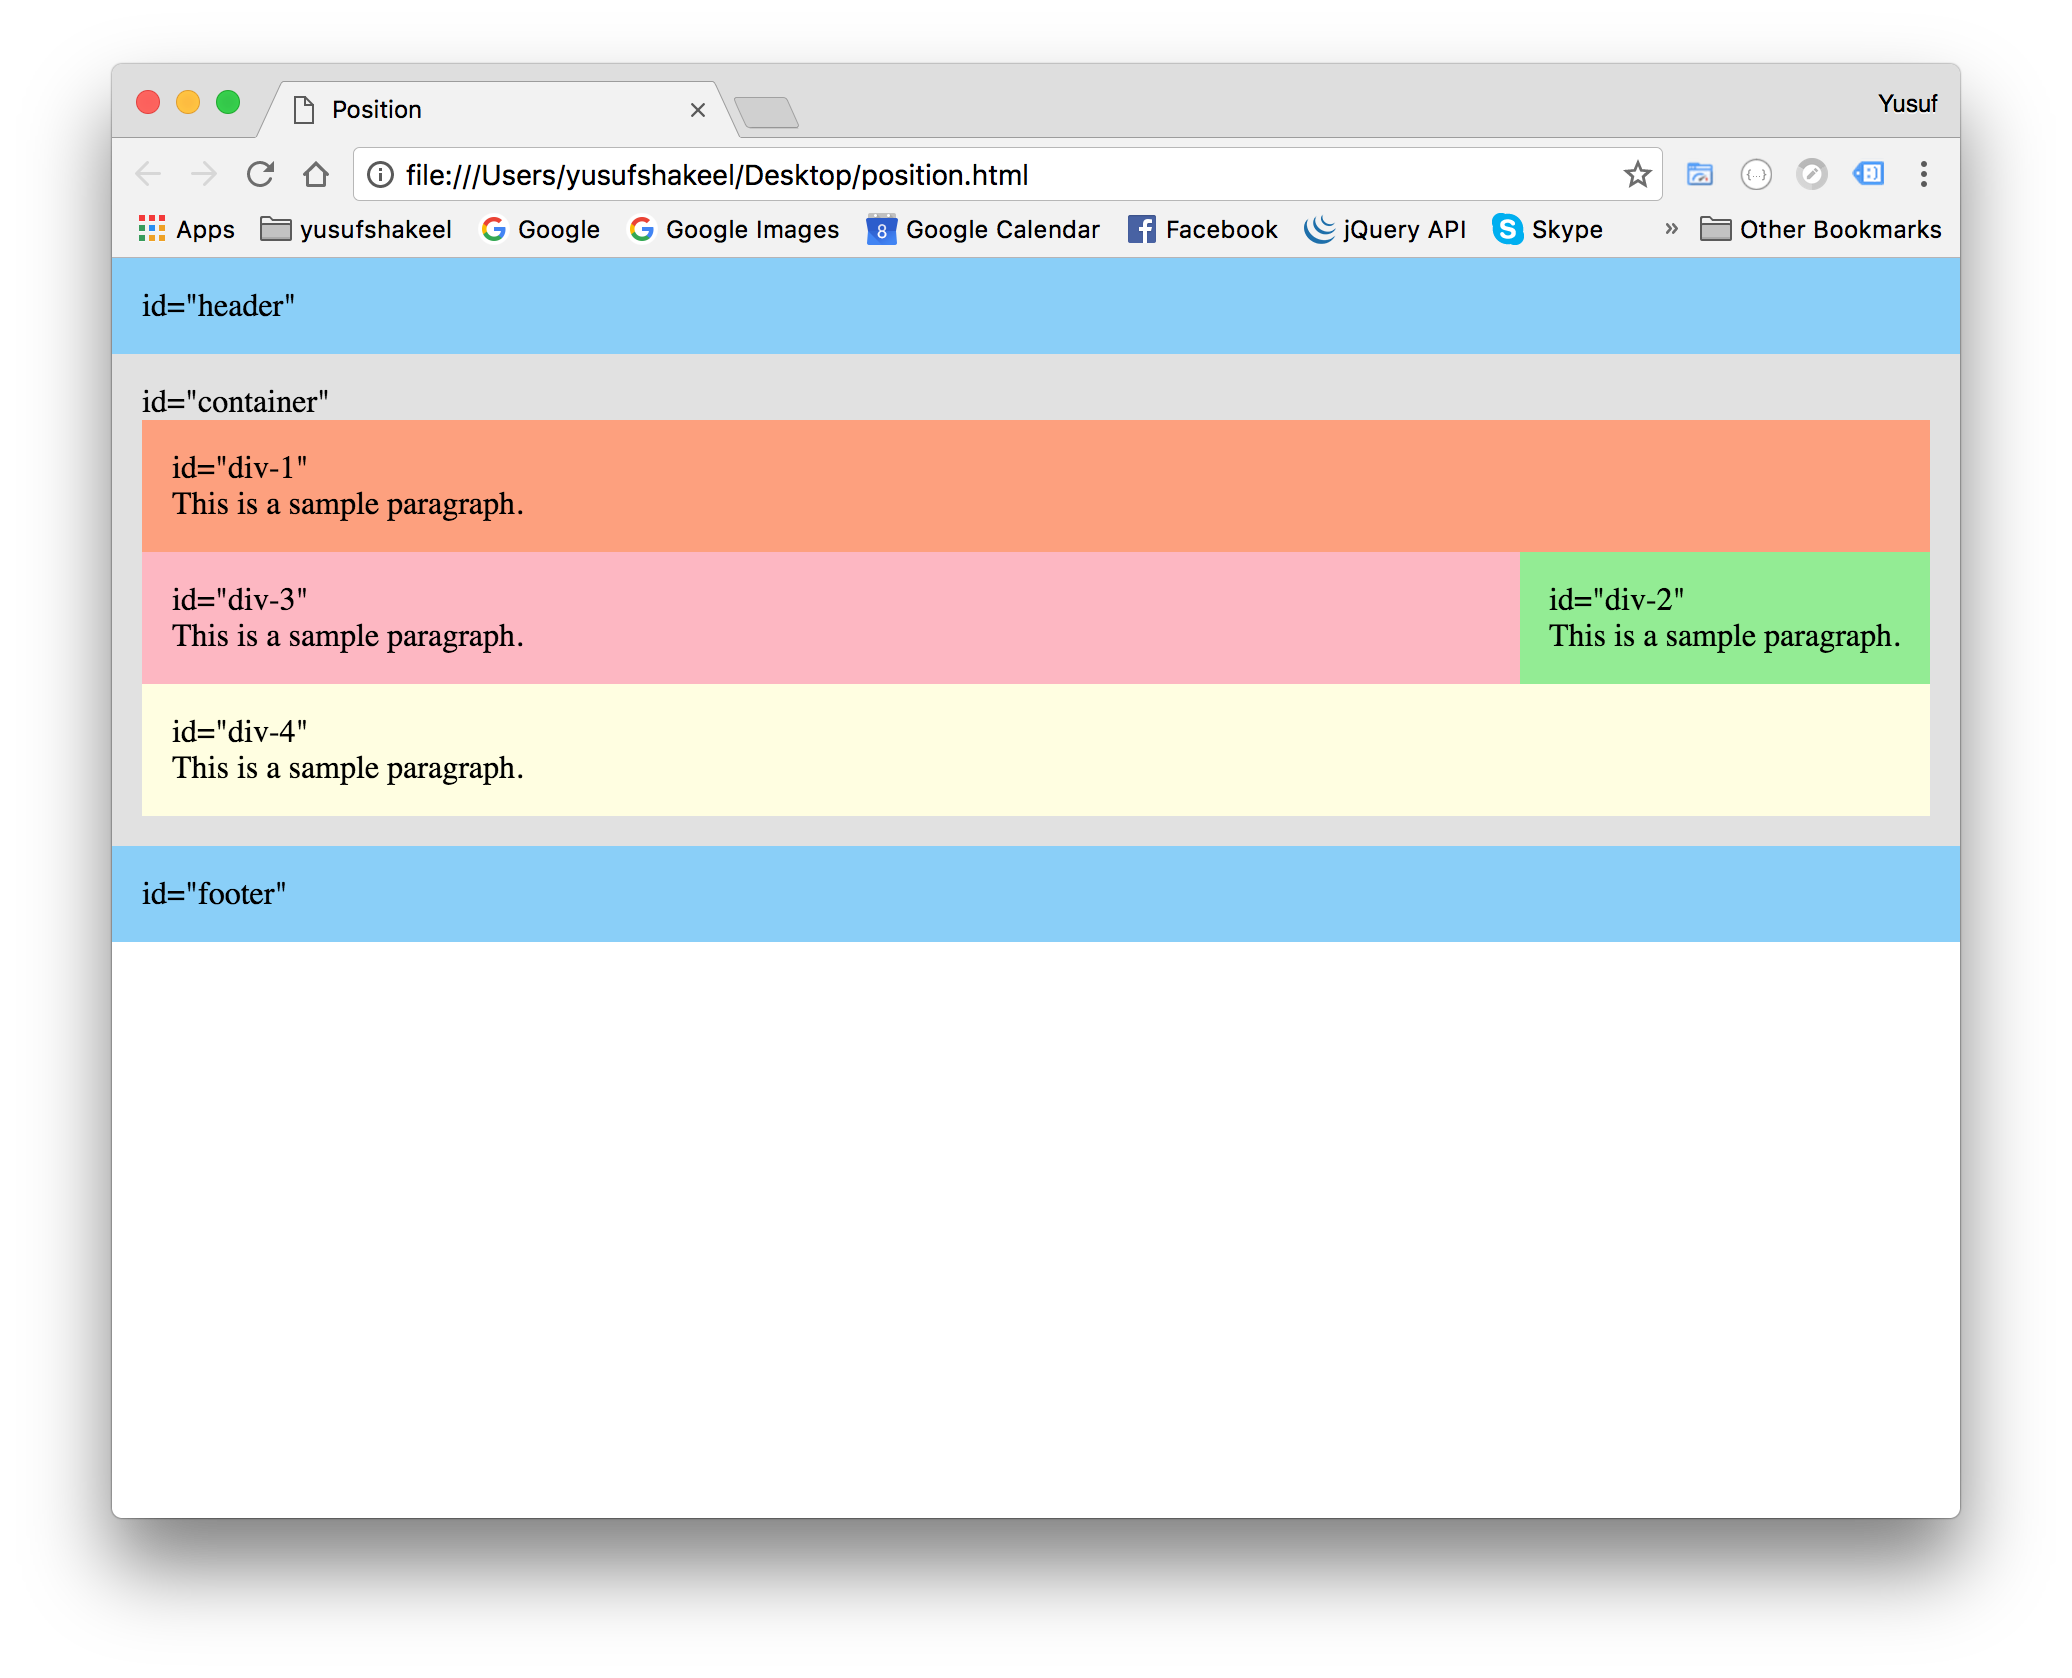 Position
Yusuf
file:///Users/yusufshakeel/Desktop/position.html
Apps yusufshakeel Google Google Images 8 Google Calendar Facebook jQuery API Skype » Other Bookmarks
id="header"
id="container"
id="div-1"
This is a sample paragraph.
id="div-3"
This is a sample paragraph.
id="div-2"
This is a sample paragraph.
id="div-4"
This is a sample paragraph.
id="footer"